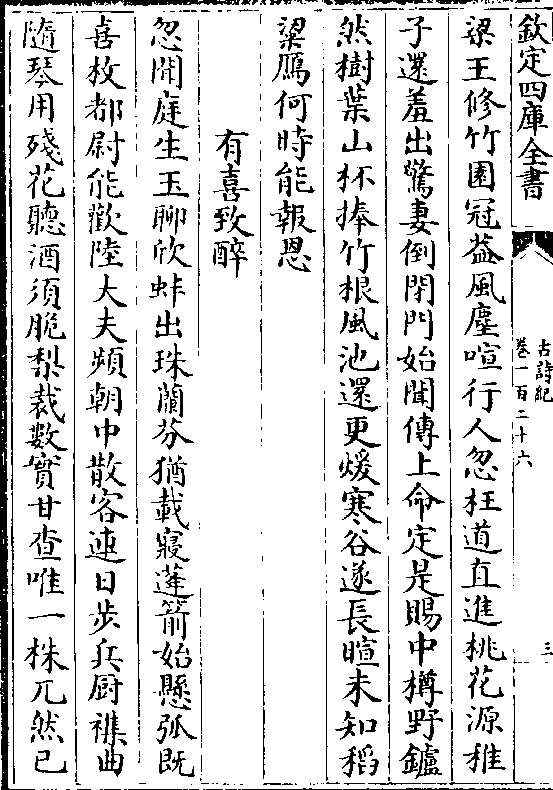 欽定四庫全書
古詩紀
卷一百二十六
三
梁王修竹園冠葢風塵喧行人忽枉道直進桃花源稚
子還羞出驚妻倒閉門始聞傳上命定是賜中樽野鑪
然樹葉山杯捧竹根風池還更煖寒谷遂長暄未知稻
粱鴈何時能報恩
有喜致醉
忽聞庭生玉聊欣蚌出珠蘭芬猶載寢蓬箭始懸弧既
喜枚都尉能歡陸大夫頻朝中散客連日步兵厨襍曲
隨琴用殘花聽酒須脆梨裁數實甘查唯一株兀然已